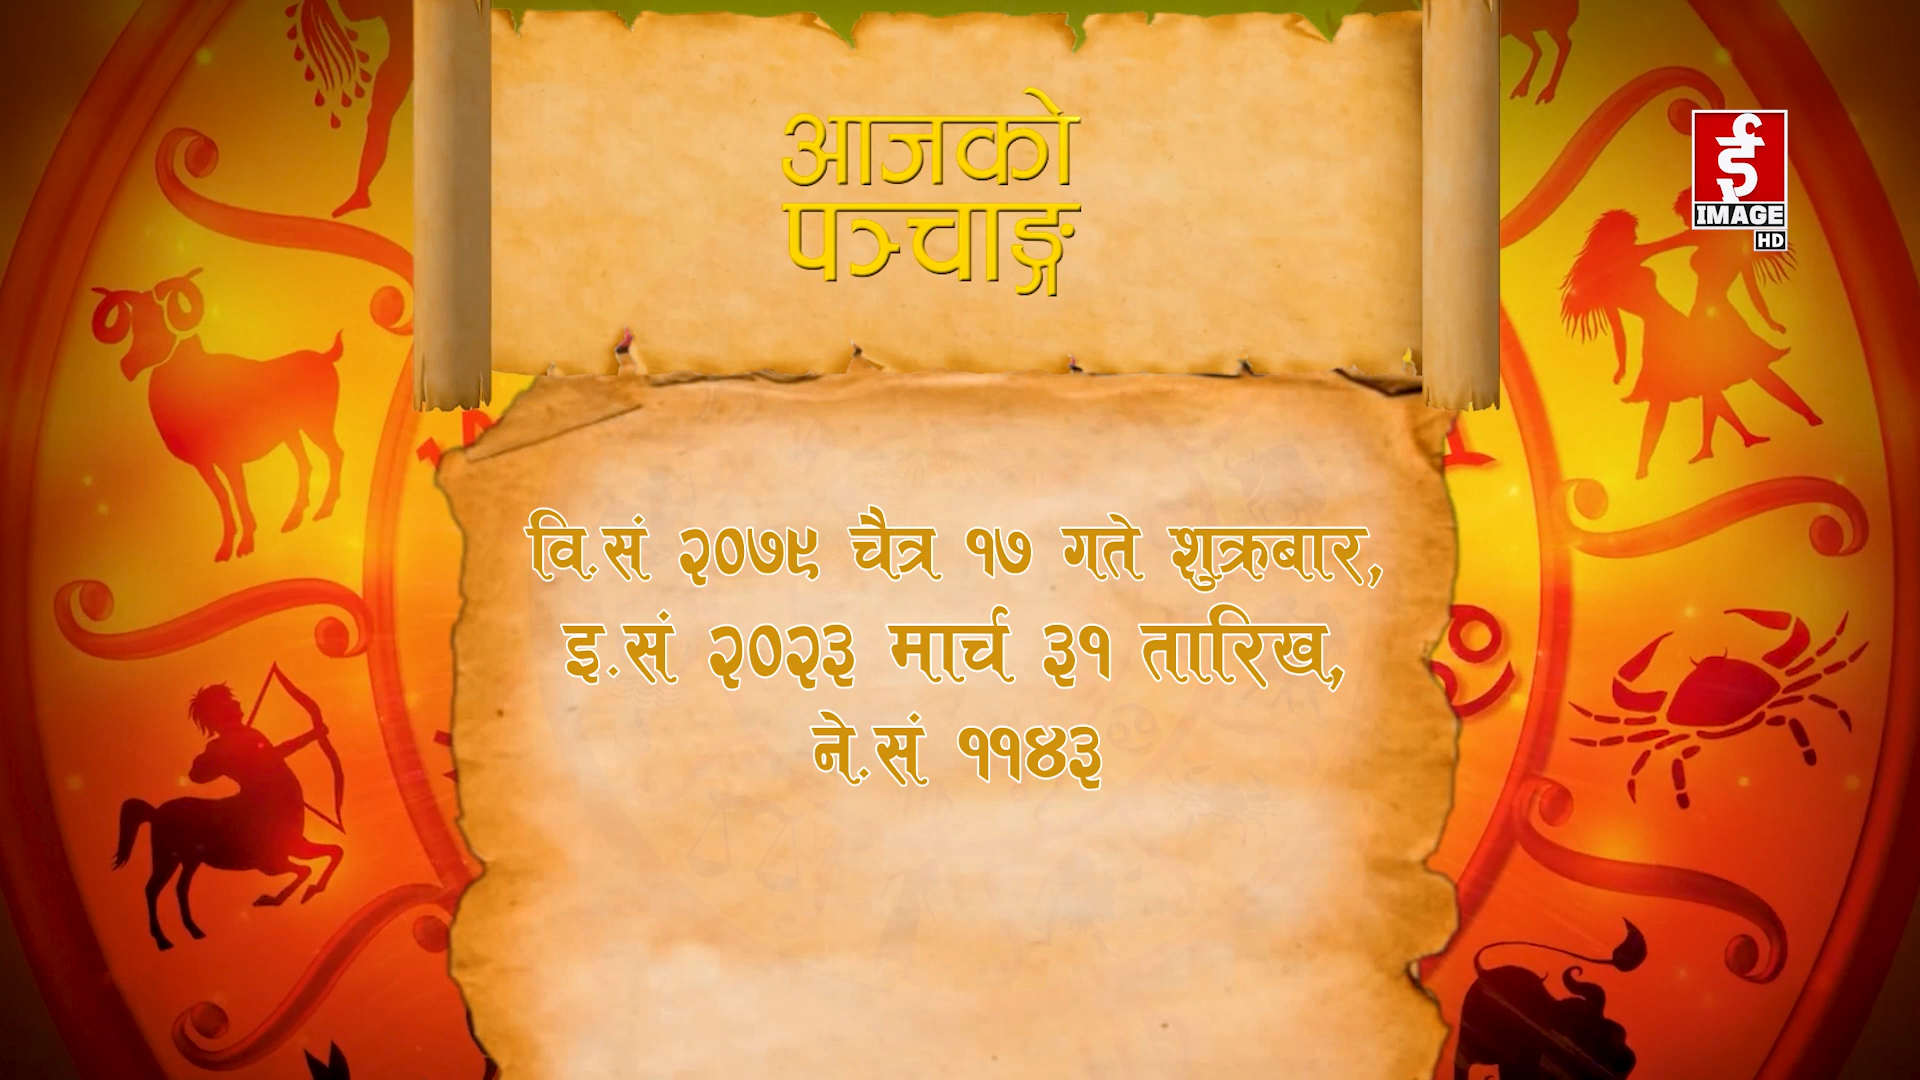 आजको
पञ्चाङ्ग
वि.सं २०७९ चैत्र १७ गते शुक्रबार,
इ.सं २०२३ मार्च ३१ तारिख,
ने.सं ११४३
ई
IMAGE
HD